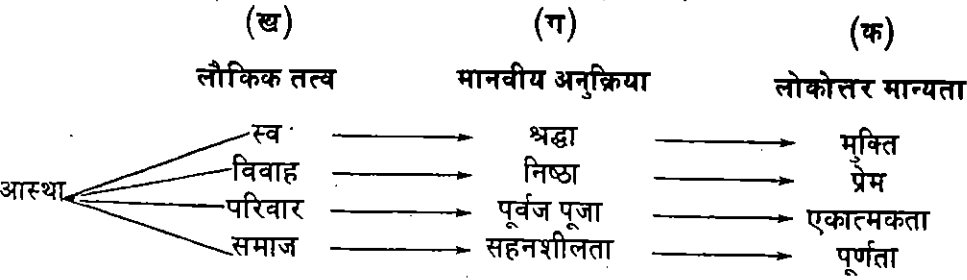 (ख) (ग) (क)
लौकिक तत्व मानवीय अनुक्रिया लोकोत्तर मान्यता
स्व श्रद्धा मुक्ति
विवाह निष्ठा प्रेम
आस्था
परिवार पूर्वज पूजा एकात्मकता
समाज सहनशीलता पूर्णता